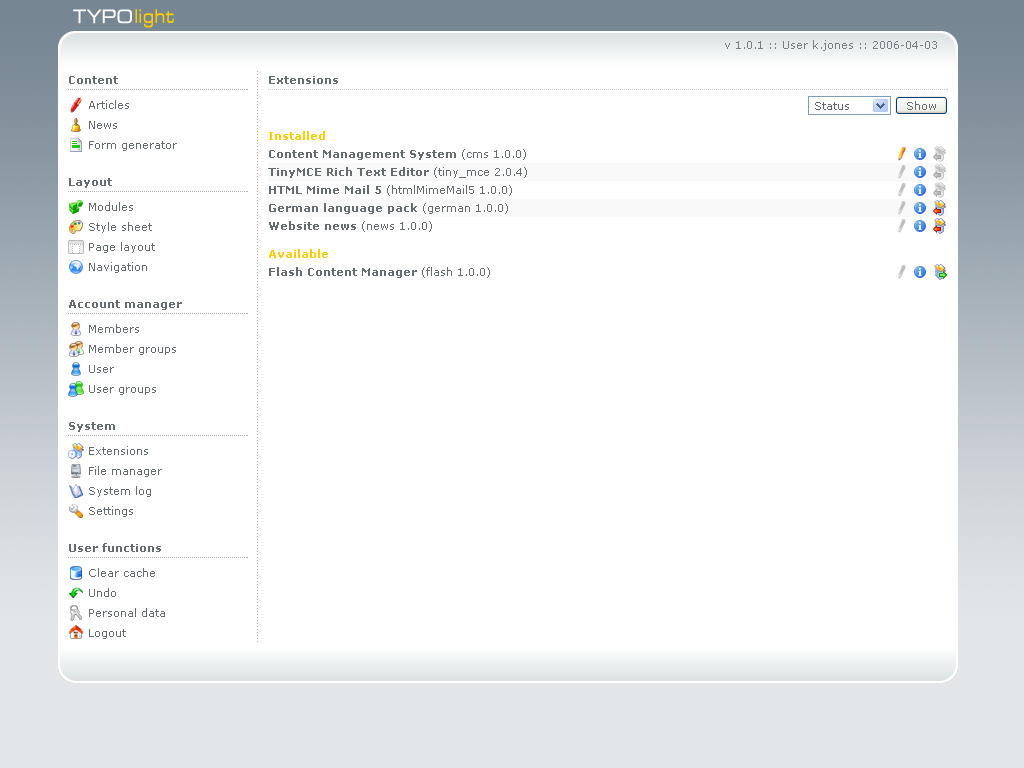 TYPOlight
v 1.0.1 :: User k.jones :: 2006-04-03
Content
Articles
News
Form generator
Layout
Modules
Style sheet
Page layout
Navigation
Account manager
Members
Member groups
User
User groups
System
Extensions
File manager
System log
Settings
User functions
Clear cache
Undo
Personal data
Logout
Extensions
Status Show
Installed
Content Management System (cms 1.0.0)
TinyMCE Rich Text Editor (tiny_mce 2.0.4)
HTML Mime Mail 5 (htmlMimeMail5 1.0.0)
German language pack (german 1.0.0)
Website news (news 1.0.0)
Available
Flash Content Manager (flash 1.0.0)